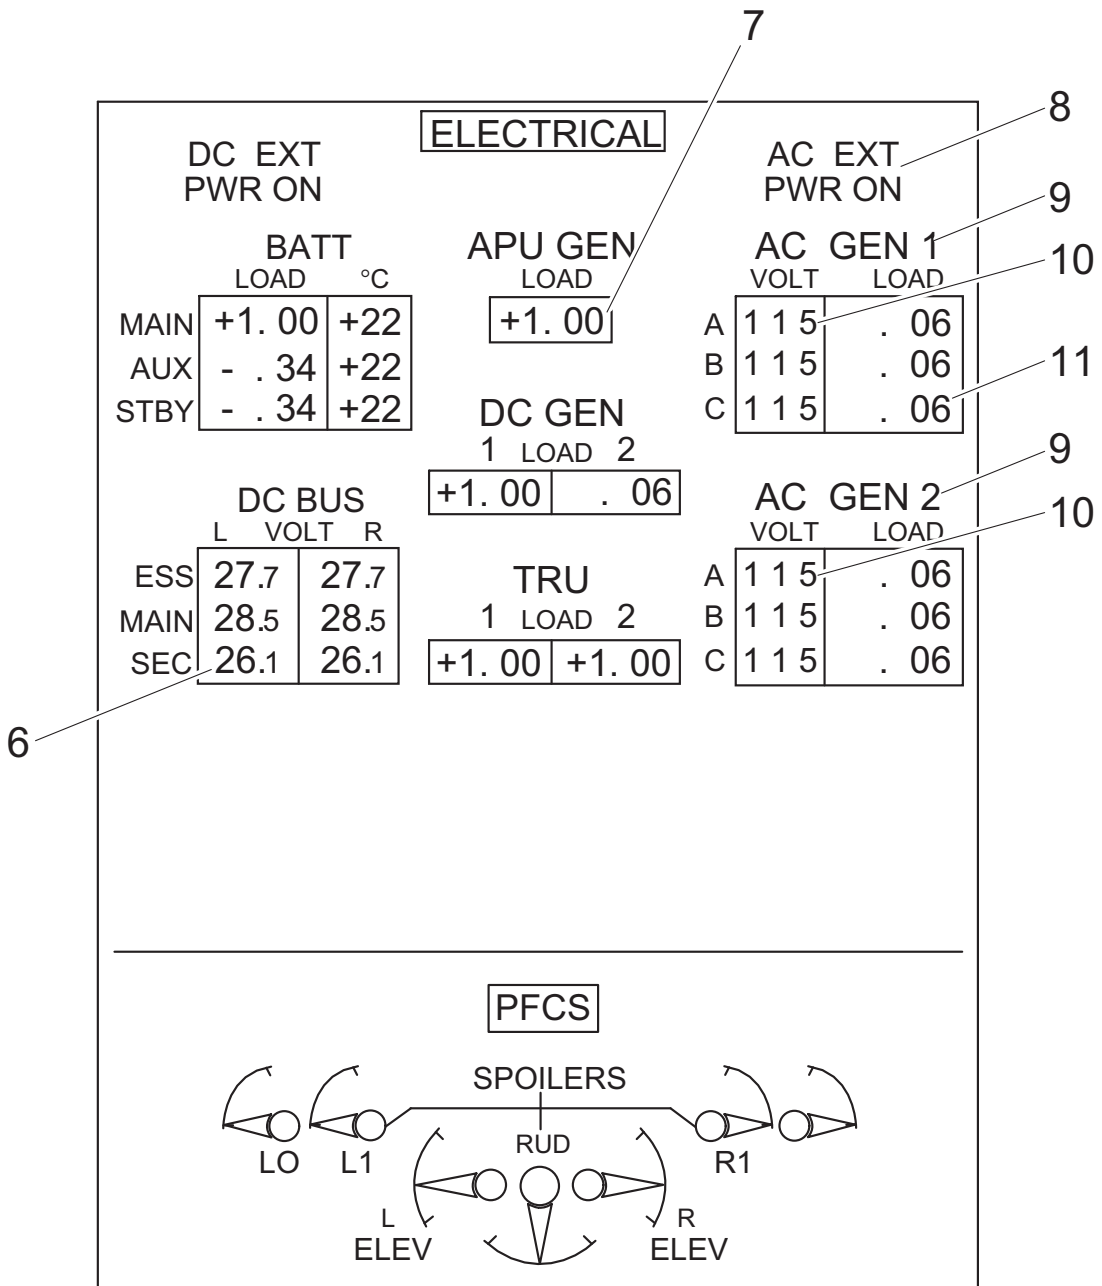 7
8
9
10
11
9
10
6
ELECTRICAL
DC EXT
PWR ON
AC EXT
PWR ON
BATT
LOAD °C
MAIN +1. 00 +22
AUX - . 34 +22
STBY - . 34 +22
APU GEN
LOAD
+1. 00
AC GEN 1
VOLT LOAD
A 1 1 5 . 06
B 1 1 5 . 06
C 1 1 5 . 06
DC GEN
1 LOAD 2
+1. 00 . 06
DC BUS
L VOLT R
ESS 27.7 27.7
MAIN 28.5 28.5
SEC 26.1 26.1
TRU
1 LOAD 2
+1. 00 +1. 00
AC GEN 2
VOLT LOAD
A 1 1 5 . 06
B 1 1 5 . 06
C 1 1 5 . 06
PFCS
SPOILERS
RUD
LO L1 R1
L
ELEV
R
ELEV